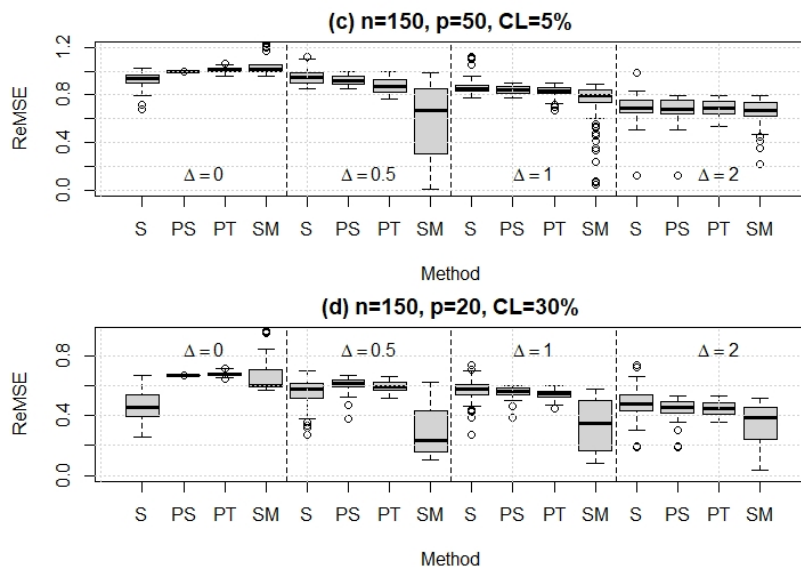 (c) n=150, p=50, CL=5%
ReMSE
0.0 0.4 0.8 1.2
Δ = 0 Δ = 0.5 Δ = 1 Δ = 2
S PS PT SM S PS PT SM S PS PT SM S PS PT SM
Method
(d) n=150, p=20, CL=30%
ReMSE
0.0 0.4 0.8
Δ = 0 Δ = 0.5 Δ = 1 Δ = 2
S PS PT SM S PS PT SM S PS PT SM S PS PT SM
Method